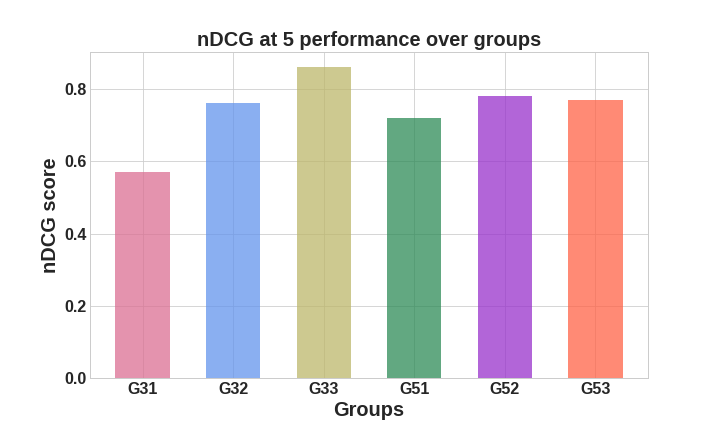 nDCG at 5 performance over groups
nDCG score
0.8
0.6
0.4
0.2
0.0
G31 G32 G33 G51 G52 G53
Groups